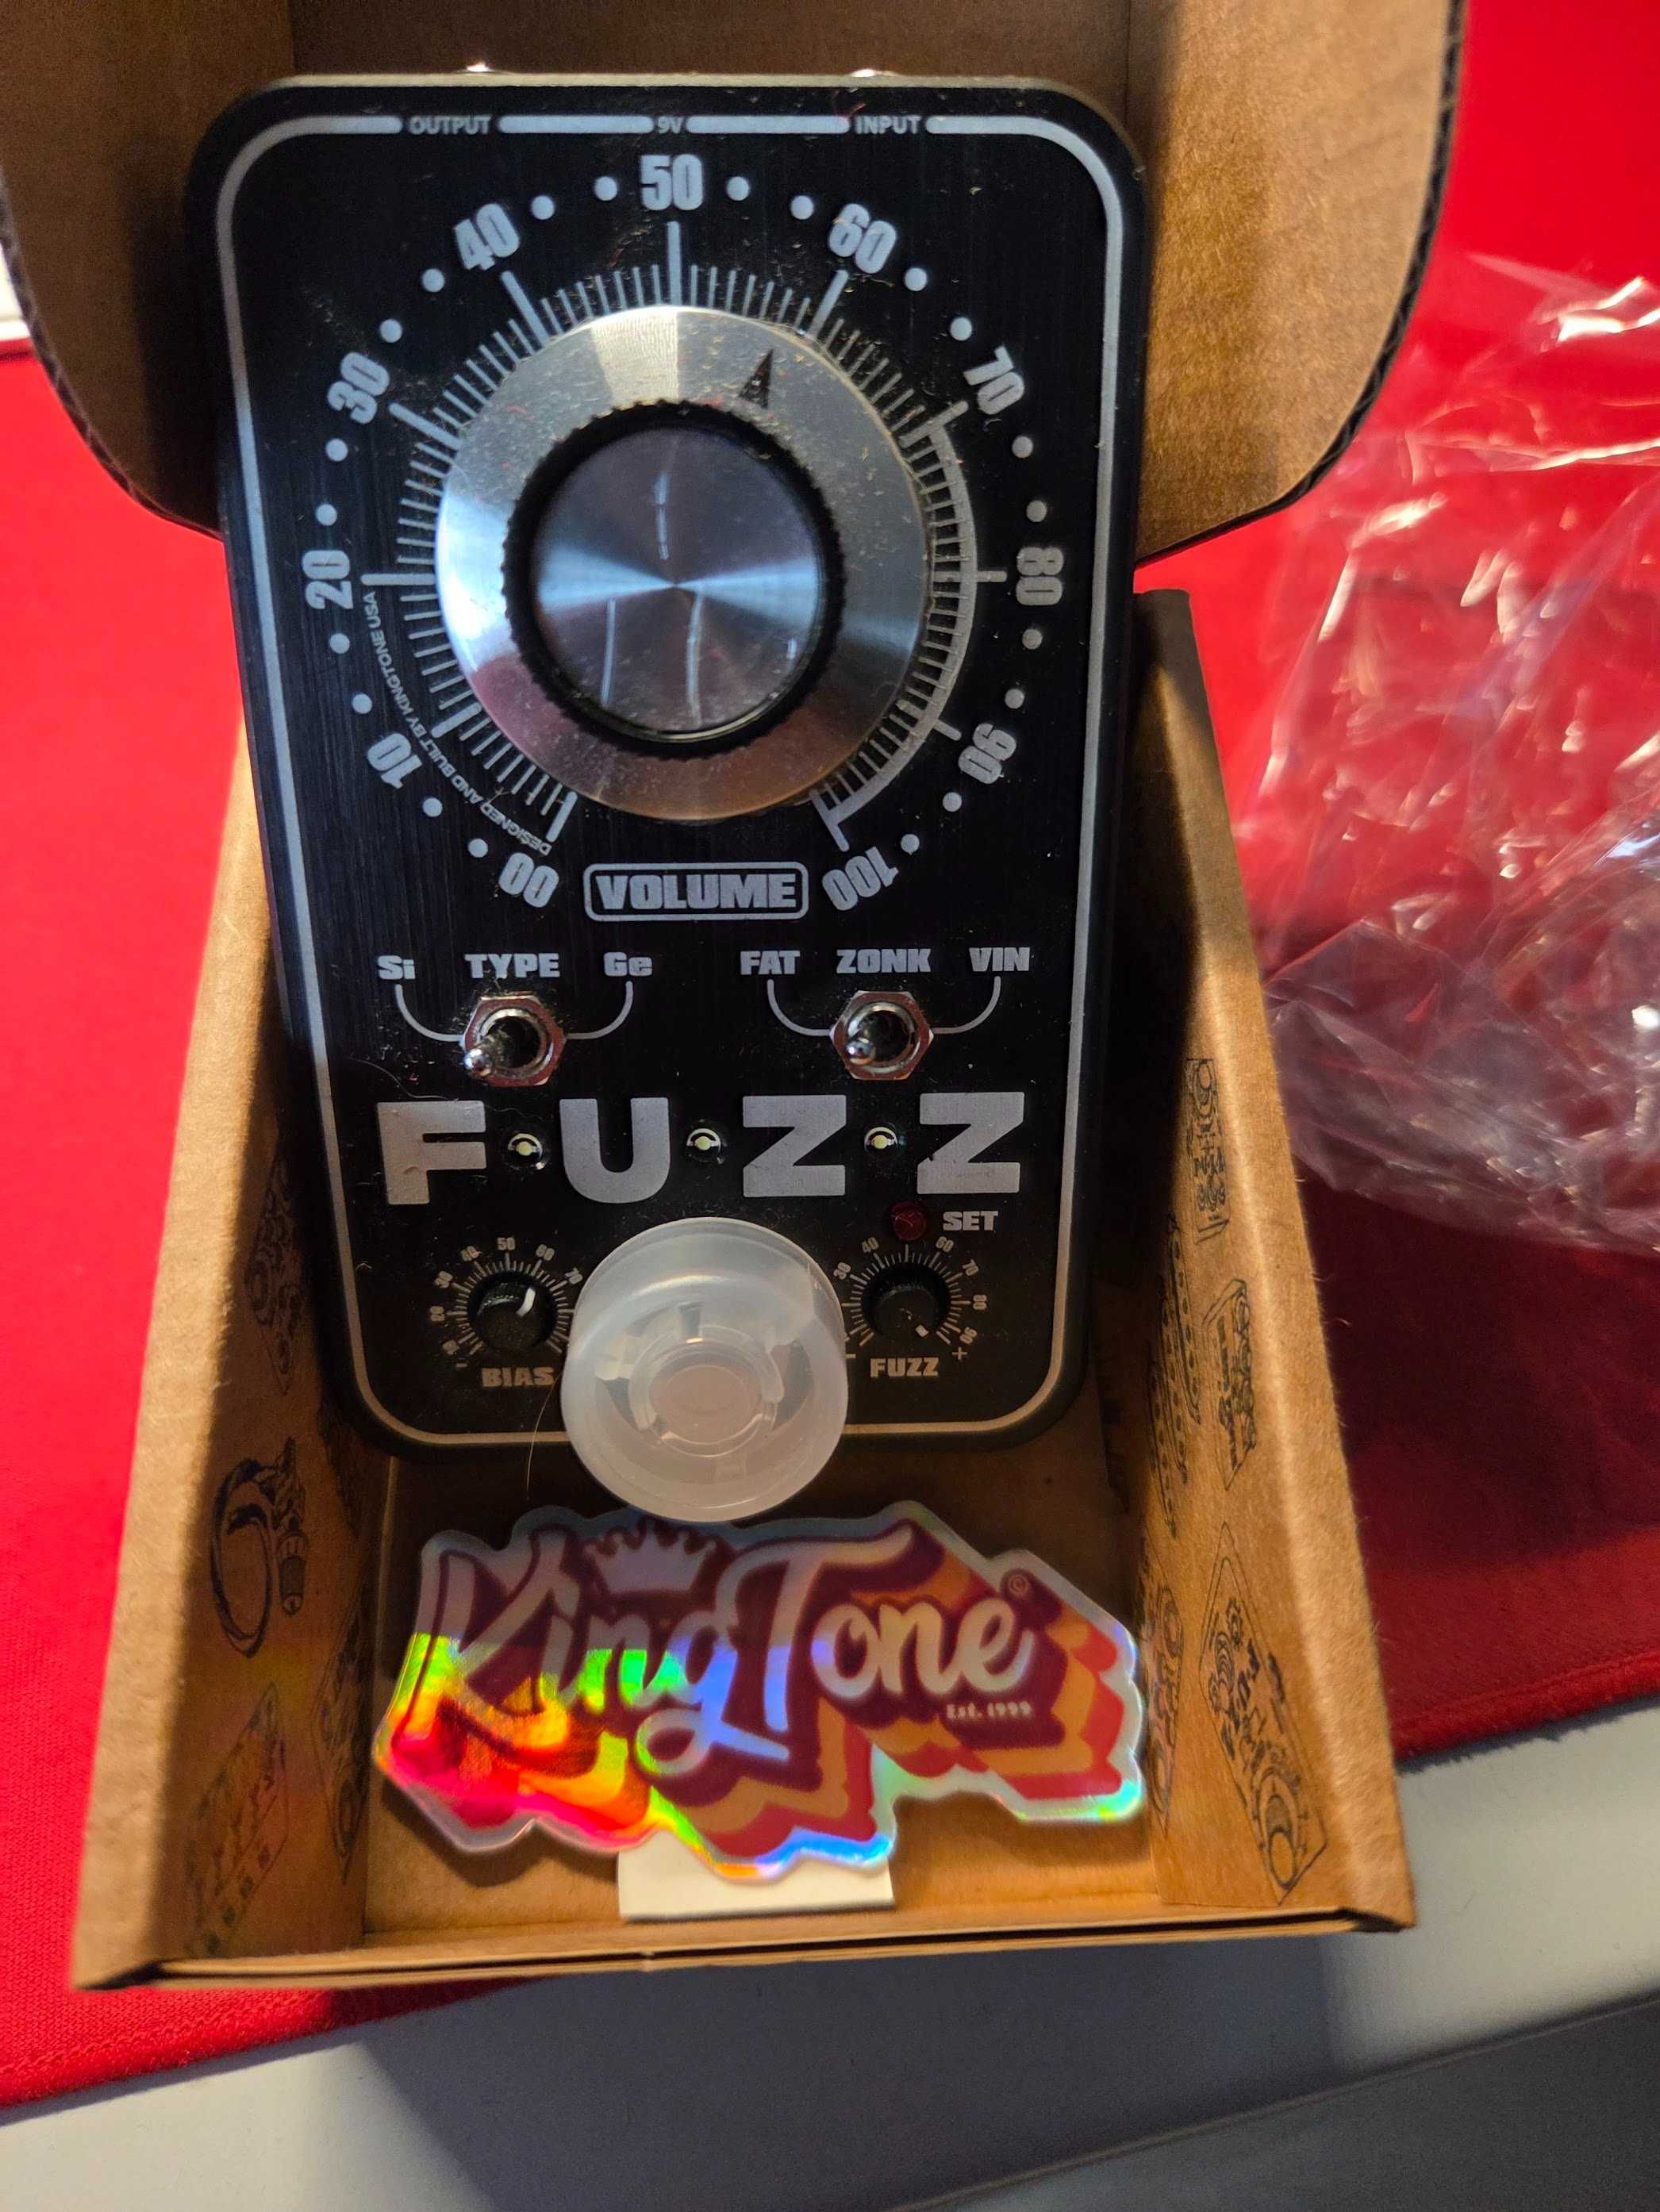 OUTPUT 9V INPUT
00 10 20 30 40 50 60 70 80 90 100
DESIGNED AND BUILT BY KINGTONE USA
VOLUME
Si TYPE Ge
FAT ZONK VIN
FUZZ
SET
30 40 50 60 70
30 40 60 70 80 90
BIAS
- +
FUZZ
KingTone©
Est. 1999